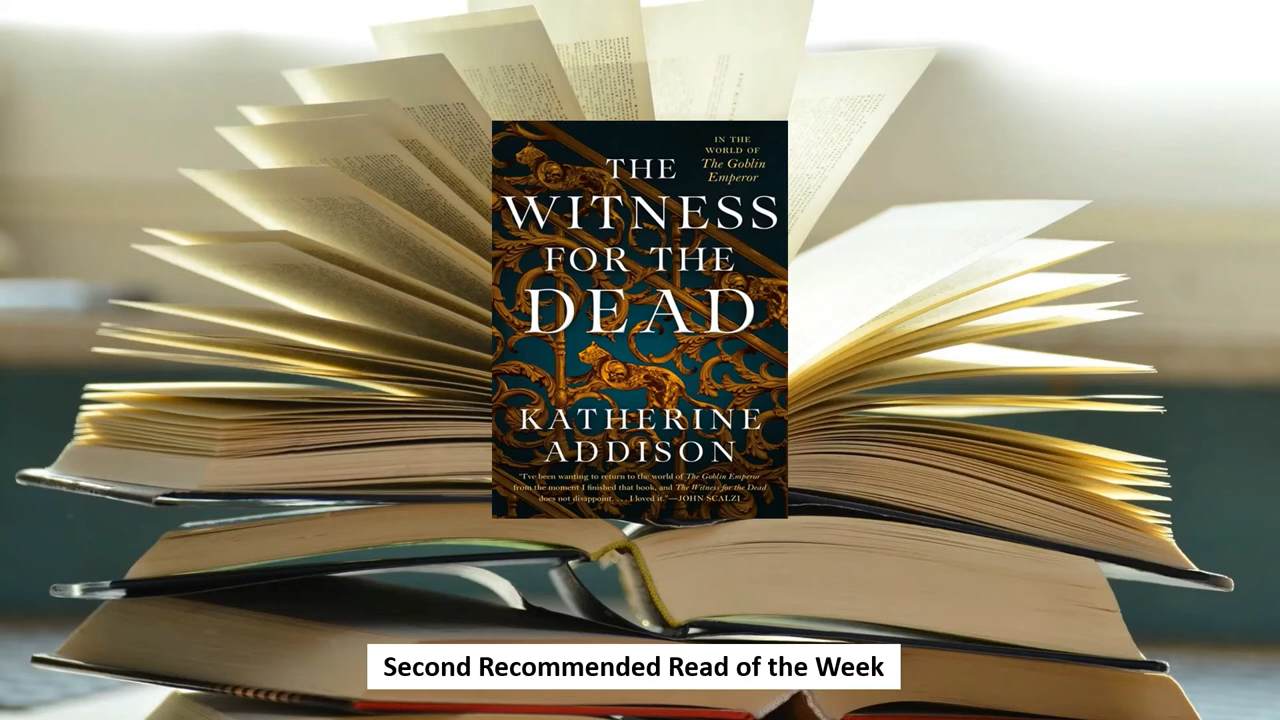 IN THE
WORLD OF
The Goblin
Emperor
THE
WITNESS
FOR THE
DEAD
KATHERINE
ADDISON
"I've been wanting to return to the world of The Goblin Emperor
from the moment I finished that book, and The Witness for the Dead
does not disappoint. . . . I loved it."—JOHN SCALZI
Second Recommended Read of the Week